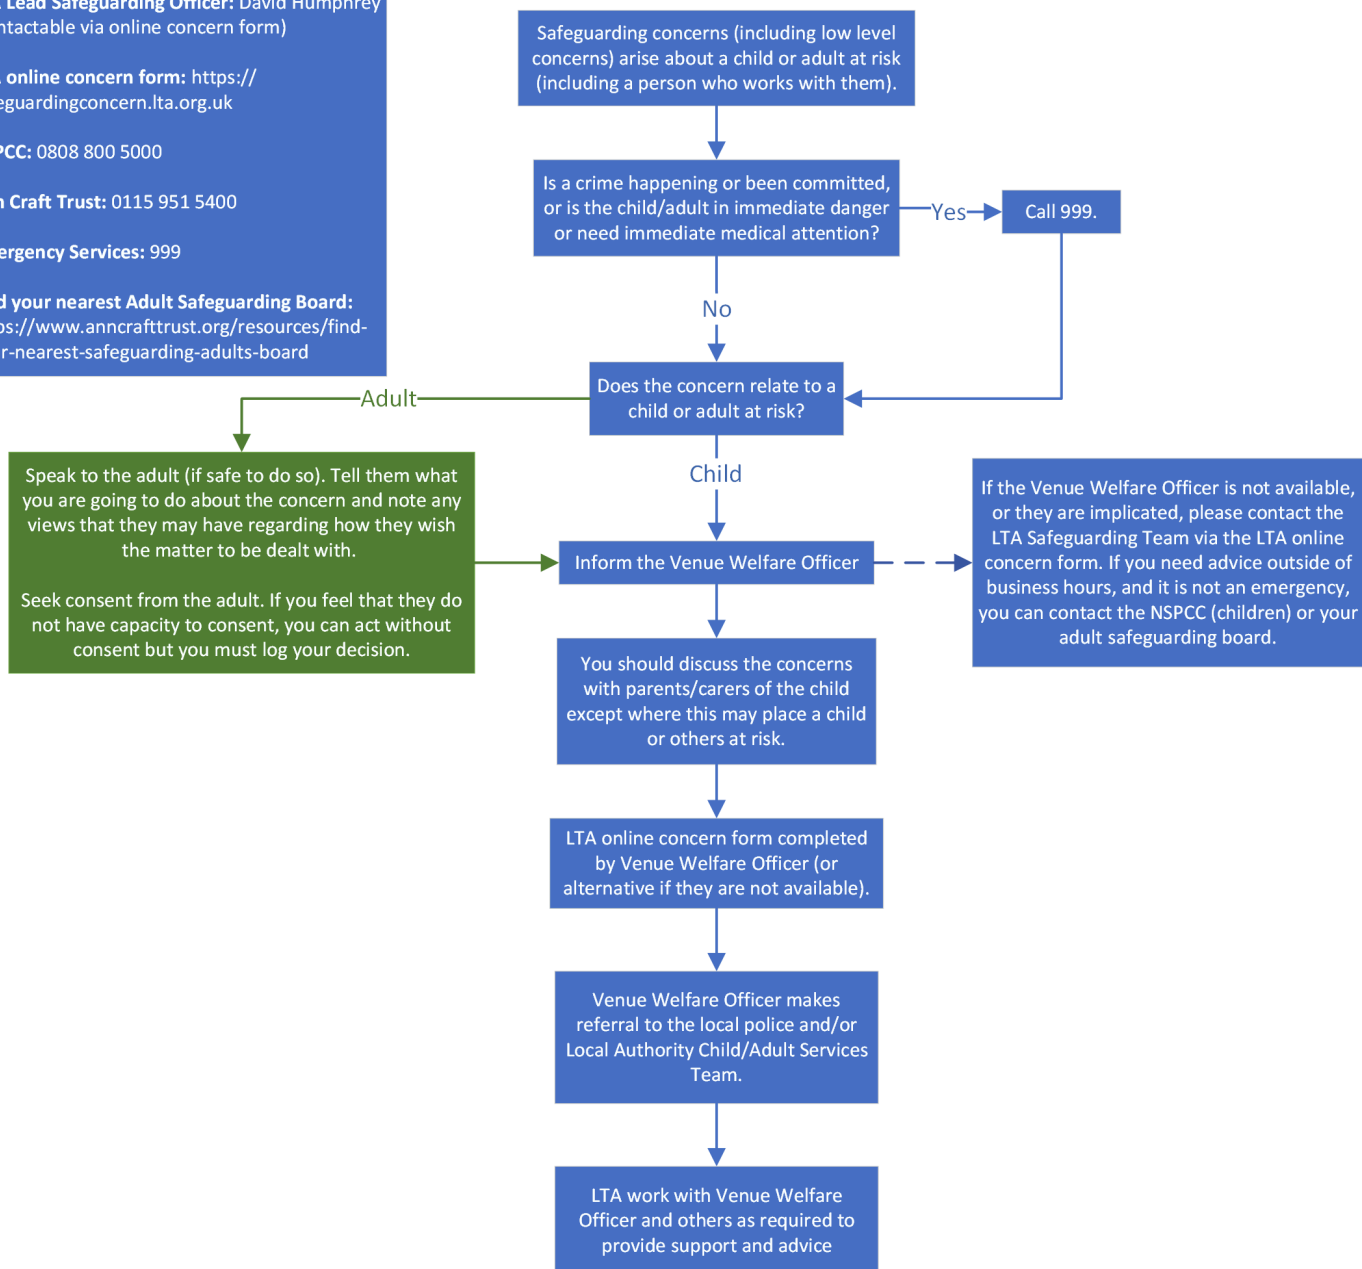 Lead Safeguarding Officer: David Humphrey
ntactable via online concern form)
online concern form: https://
eguardingconcern.lta.org.uk
PCC: 0808 800 5000
n Craft Trust: 0115 951 5400
ergency Services: 999
d your nearest Adult Safeguarding Board:
ps://www.anncrafttrust.org/resources/find-
r-nearest-safeguarding-adults-board
Safeguarding concerns (including low level
concerns) arise about a child or adult at risk
(including a person who works with them).
Is a crime happening or been committed,
or is the child/adult in immediate danger
or need immediate medical attention?
Yes
Call 999.
No
Does the concern relate to a
child or adult at risk?
Adult
Child
Speak to the adult (if safe to do so). Tell them what
you are going to do about the concern and note any
views that they may have regarding how they wish
the matter to be dealt with.
Seek consent from the adult. If you feel that they do
not have capacity to consent, you can act without
consent but you must log your decision.
Inform the Venue Welfare Officer
If the Venue Welfare Officer is not available,
or they are implicated, please contact the
LTA Safeguarding Team via the LTA online
concern form. If you need advice outside of
business hours, and it is not an emergency,
you can contact the NSPCC (children) or your
adult safeguarding board.
You should discuss the concerns
with parents/carers of the child
except where this may place a child
or others at risk.
LTA online concern form completed
by Venue Welfare Officer (or
alternative if they are not available).
Venue Welfare Officer makes
referral to the local police and/or
Local Authority Child/Adult Services
Team.
LTA work with Venue Welfare
Officer and others as required to
provide support and advice